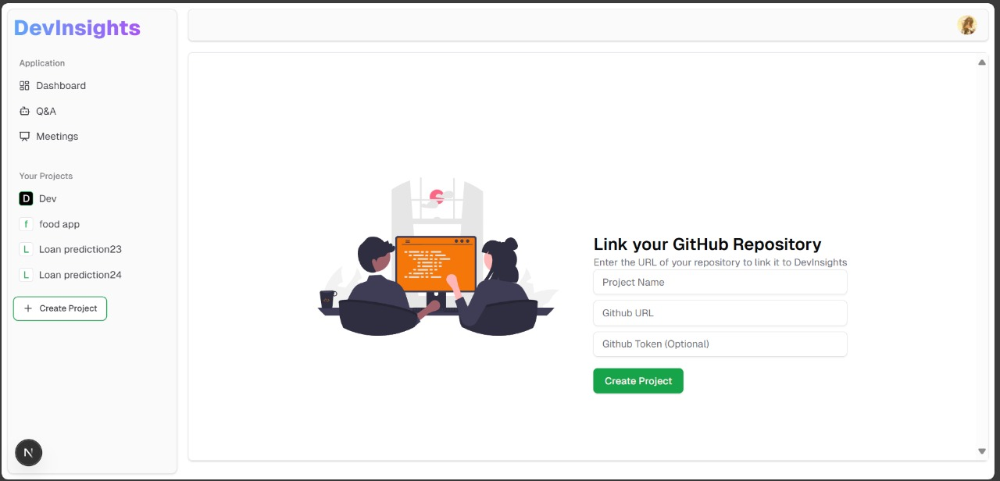 DevInsights
Application
Dashboard
Q&A
Meetings
Your Projects
D Dev
f food app
L Loan prediction23
L Loan prediction24
+ Create Project
N
Link your GitHub Repository
Enter the URL of your repository to link it to DevInsights
Project Name
Github URL
Github Token (Optional)
Create Project